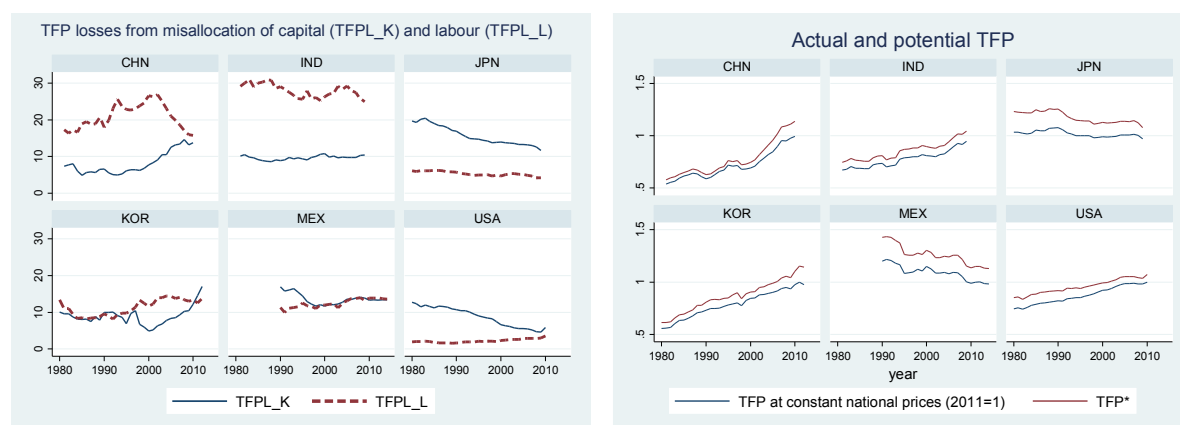 TFP losses from misallocation of capital (TFPL_K) and labour (TFPL_L)
CHN IND JPN
30
20
10
0
KOR MEX USA
30
20
10
0
1980 1990 2000 2010 1980 1990 2000 2010 1980 1990 2000 2010
TFPL_K TFPL_L
Actual and potential TFP
CHN IND JPN
1.5
1
.5
KOR MEX USA
1.5
1
.5
1980 1990 2000 2010 1980 1990 2000 2010 1980 1990 2000 2010
year
TFP at constant national prices (2011=1) TFP*